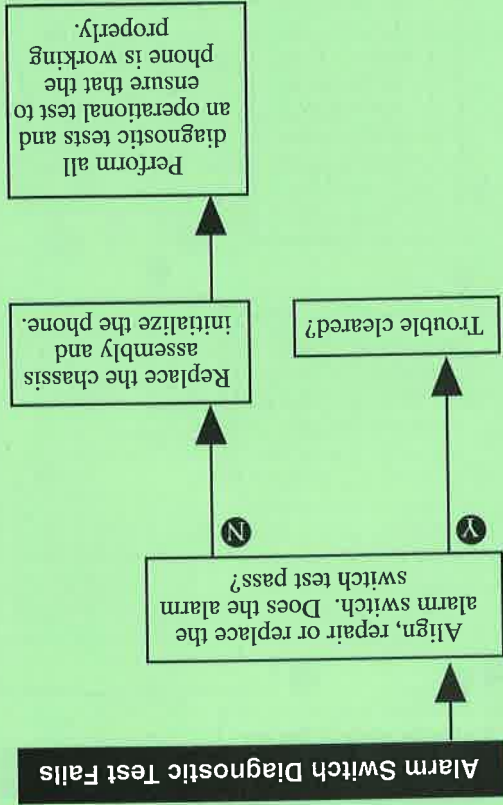 Alarm Switch Diagnostic Test Fails
Align, repair or replace the
alarm switch. Does the alarm
switch test pass?
Y
N
Trouble cleared?
Replace the chassis
assembly and
initialize the phone.
Perform all
diagnostic tests and
an operational test to
ensure that the
phone is working
properly.